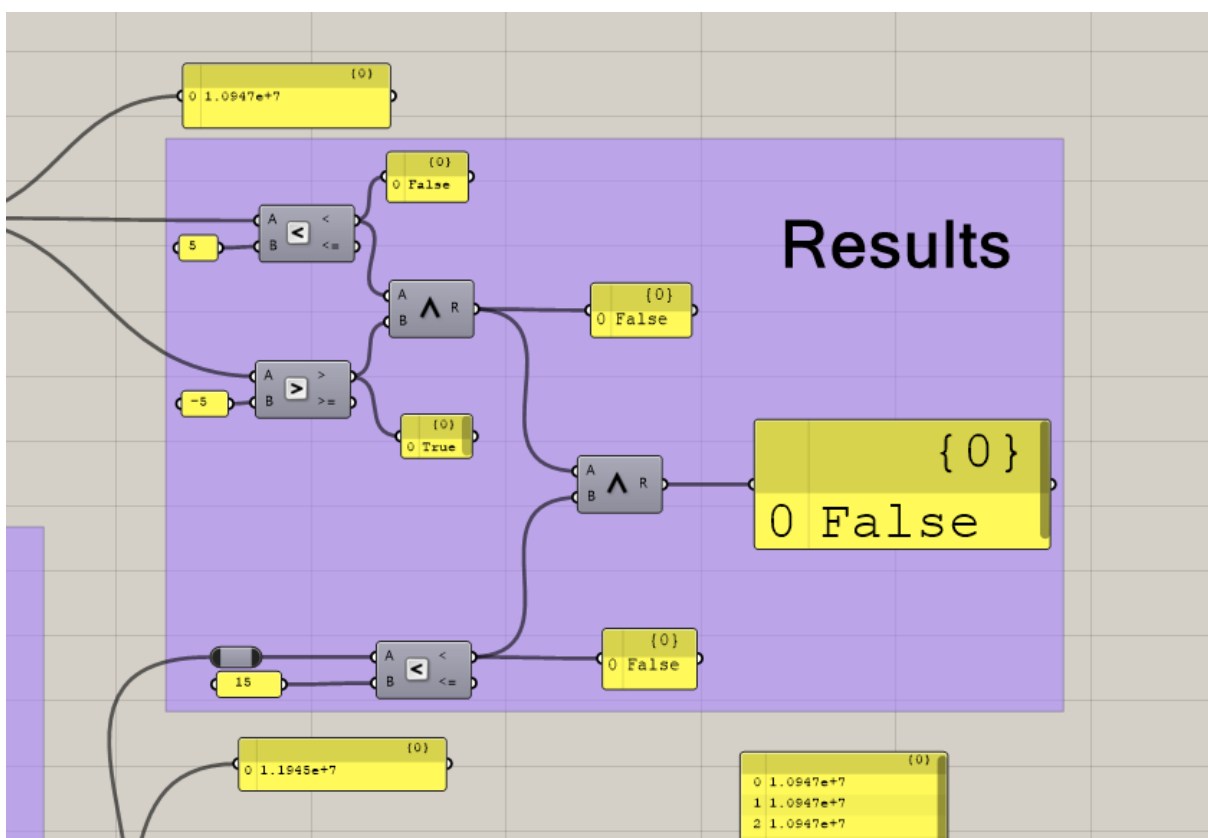 {0}
0 1.0947e+7
{0}
0 False
A <
B <=
<
5
Results
A R
B
{0}
0 False
A >
B >=
>
-5
{0}
0 True
A R
B
{0}
0 False
{0}
0 False
A <
B <=
<
15
{0}
0 1.1945e+7
{0}
0 1.0947e+7
1 1.0947e+7
2 1.0947e+7